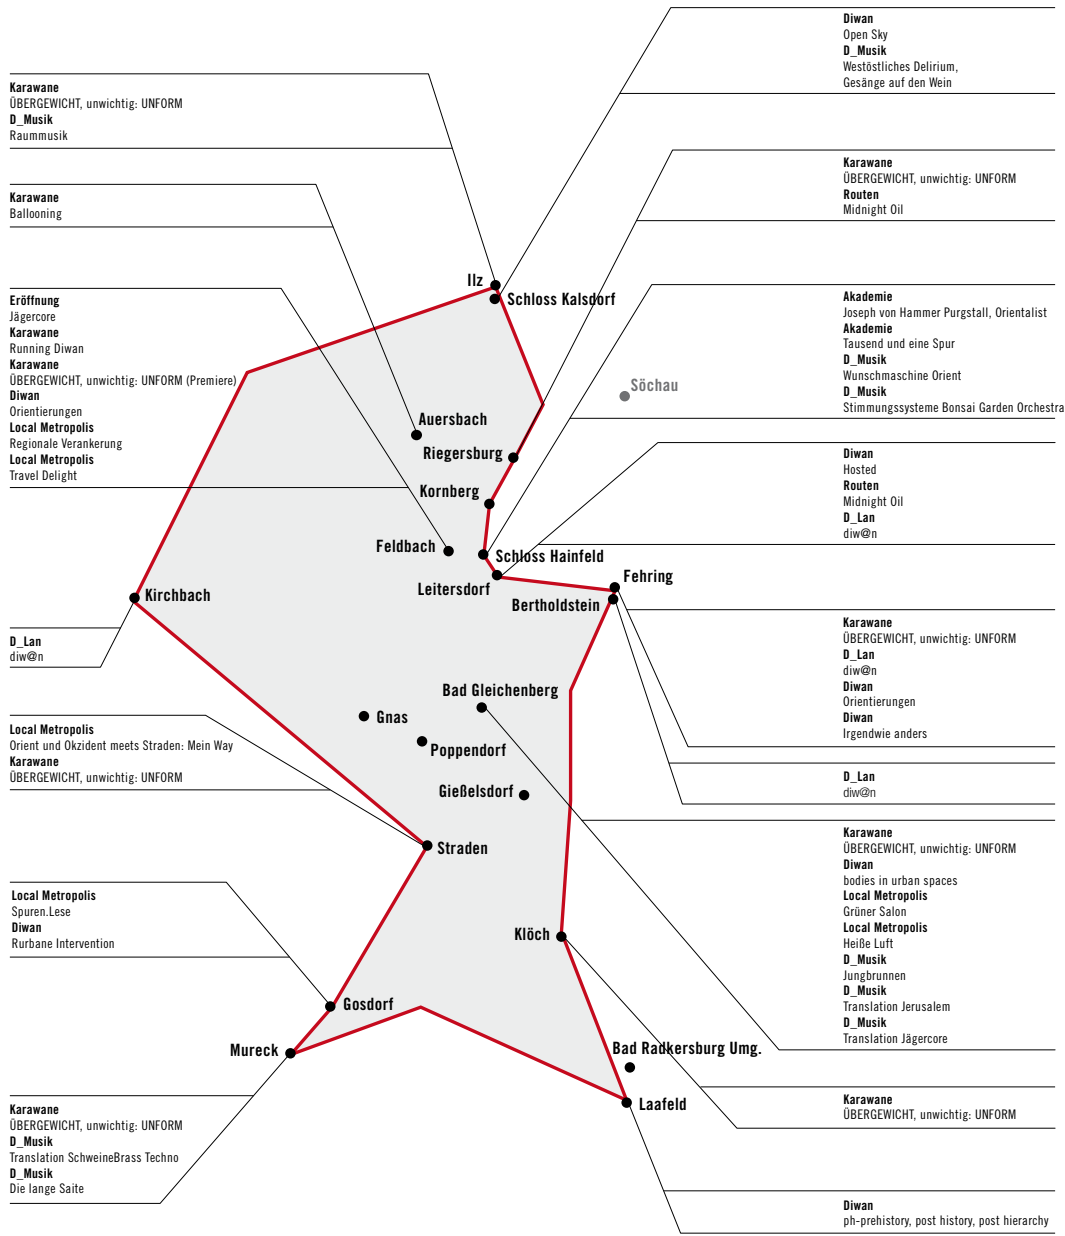 Karawane
ÜBERGEWICHT, unwichtig: UNFORM
D_Musik
Raummusik
Karawane
Ballooning
Eröffnung
Jägercore
Karawane
Running Diwan
Karawane
ÜBERGEWICHT, unwichtig: UNFORM (Premiere)
Diwan
Orientierungen
Local Metropolis
Regionale Verankerung
Local Metropolis
Travel Delight
D_Lan
diw@n
Local Metropolis
Orient und Okzident meets Straden: Mein Way
Karawane
ÜBERGEWICHT, unwichtig: UNFORM
Local Metropolis
Spuren.Lese
Diwan
Rurbane Intervention
Karawane
ÜBERGEWICHT, unwichtig: UNFORM
D_Musik
Translation SchweineBrass Techno
D_Musik
Die lange Saite
Ilz
Schloss Kalsdorf
Söchau
Auersbach
Riegersburg
Kornberg
Feldbach
Schloss Hainfeld
Leitersdorf
Fehring
Bertholdstein
Kirchbach
Bad Gleichenberg
Gnas
Poppendorf
Gießelsdorf
Straden
Klöch
Gosdorf
Mureck
Bad Radkersburg Umg.
Laafeld
Diwan
Open Sky
D_Musik
Westöstliches Delirium,
Gesänge auf den Wein
Karawane
ÜBERGEWICHT, unwichtig: UNFORM
Routen
Midnight Oil
Akademie
Joseph von Hammer Purgstall, Orientalist
Akademie
Tausend und eine Spur
D_Musik
Wunschmaschine Orient
D_Musik
Stimmungssysteme Bonsai Garden Orchestra
Diwan
Hosted
Routen
Midnight Oil
D_Lan
diw@n
Karawane
ÜBERGEWICHT, unwichtig: UNFORM
D_Lan
diw@n
Diwan
Orientierungen
Diwan
Irgendwie anders
D_Lan
diw@n
Karawane
ÜBERGEWICHT, unwichtig: UNFORM
Diwan
bodies in urban spaces
Local Metropolis
Grüner Salon
Local Metropolis
Heiße Luft
D_Musik
Jungbrunnen
D_Musik
Translation Jerusalem
D_Musik
Translation Jägercore
Karawane
ÜBERGEWICHT, unwichtig: UNFORM
Diwan
ph-prehistory, post history, post hierarchy